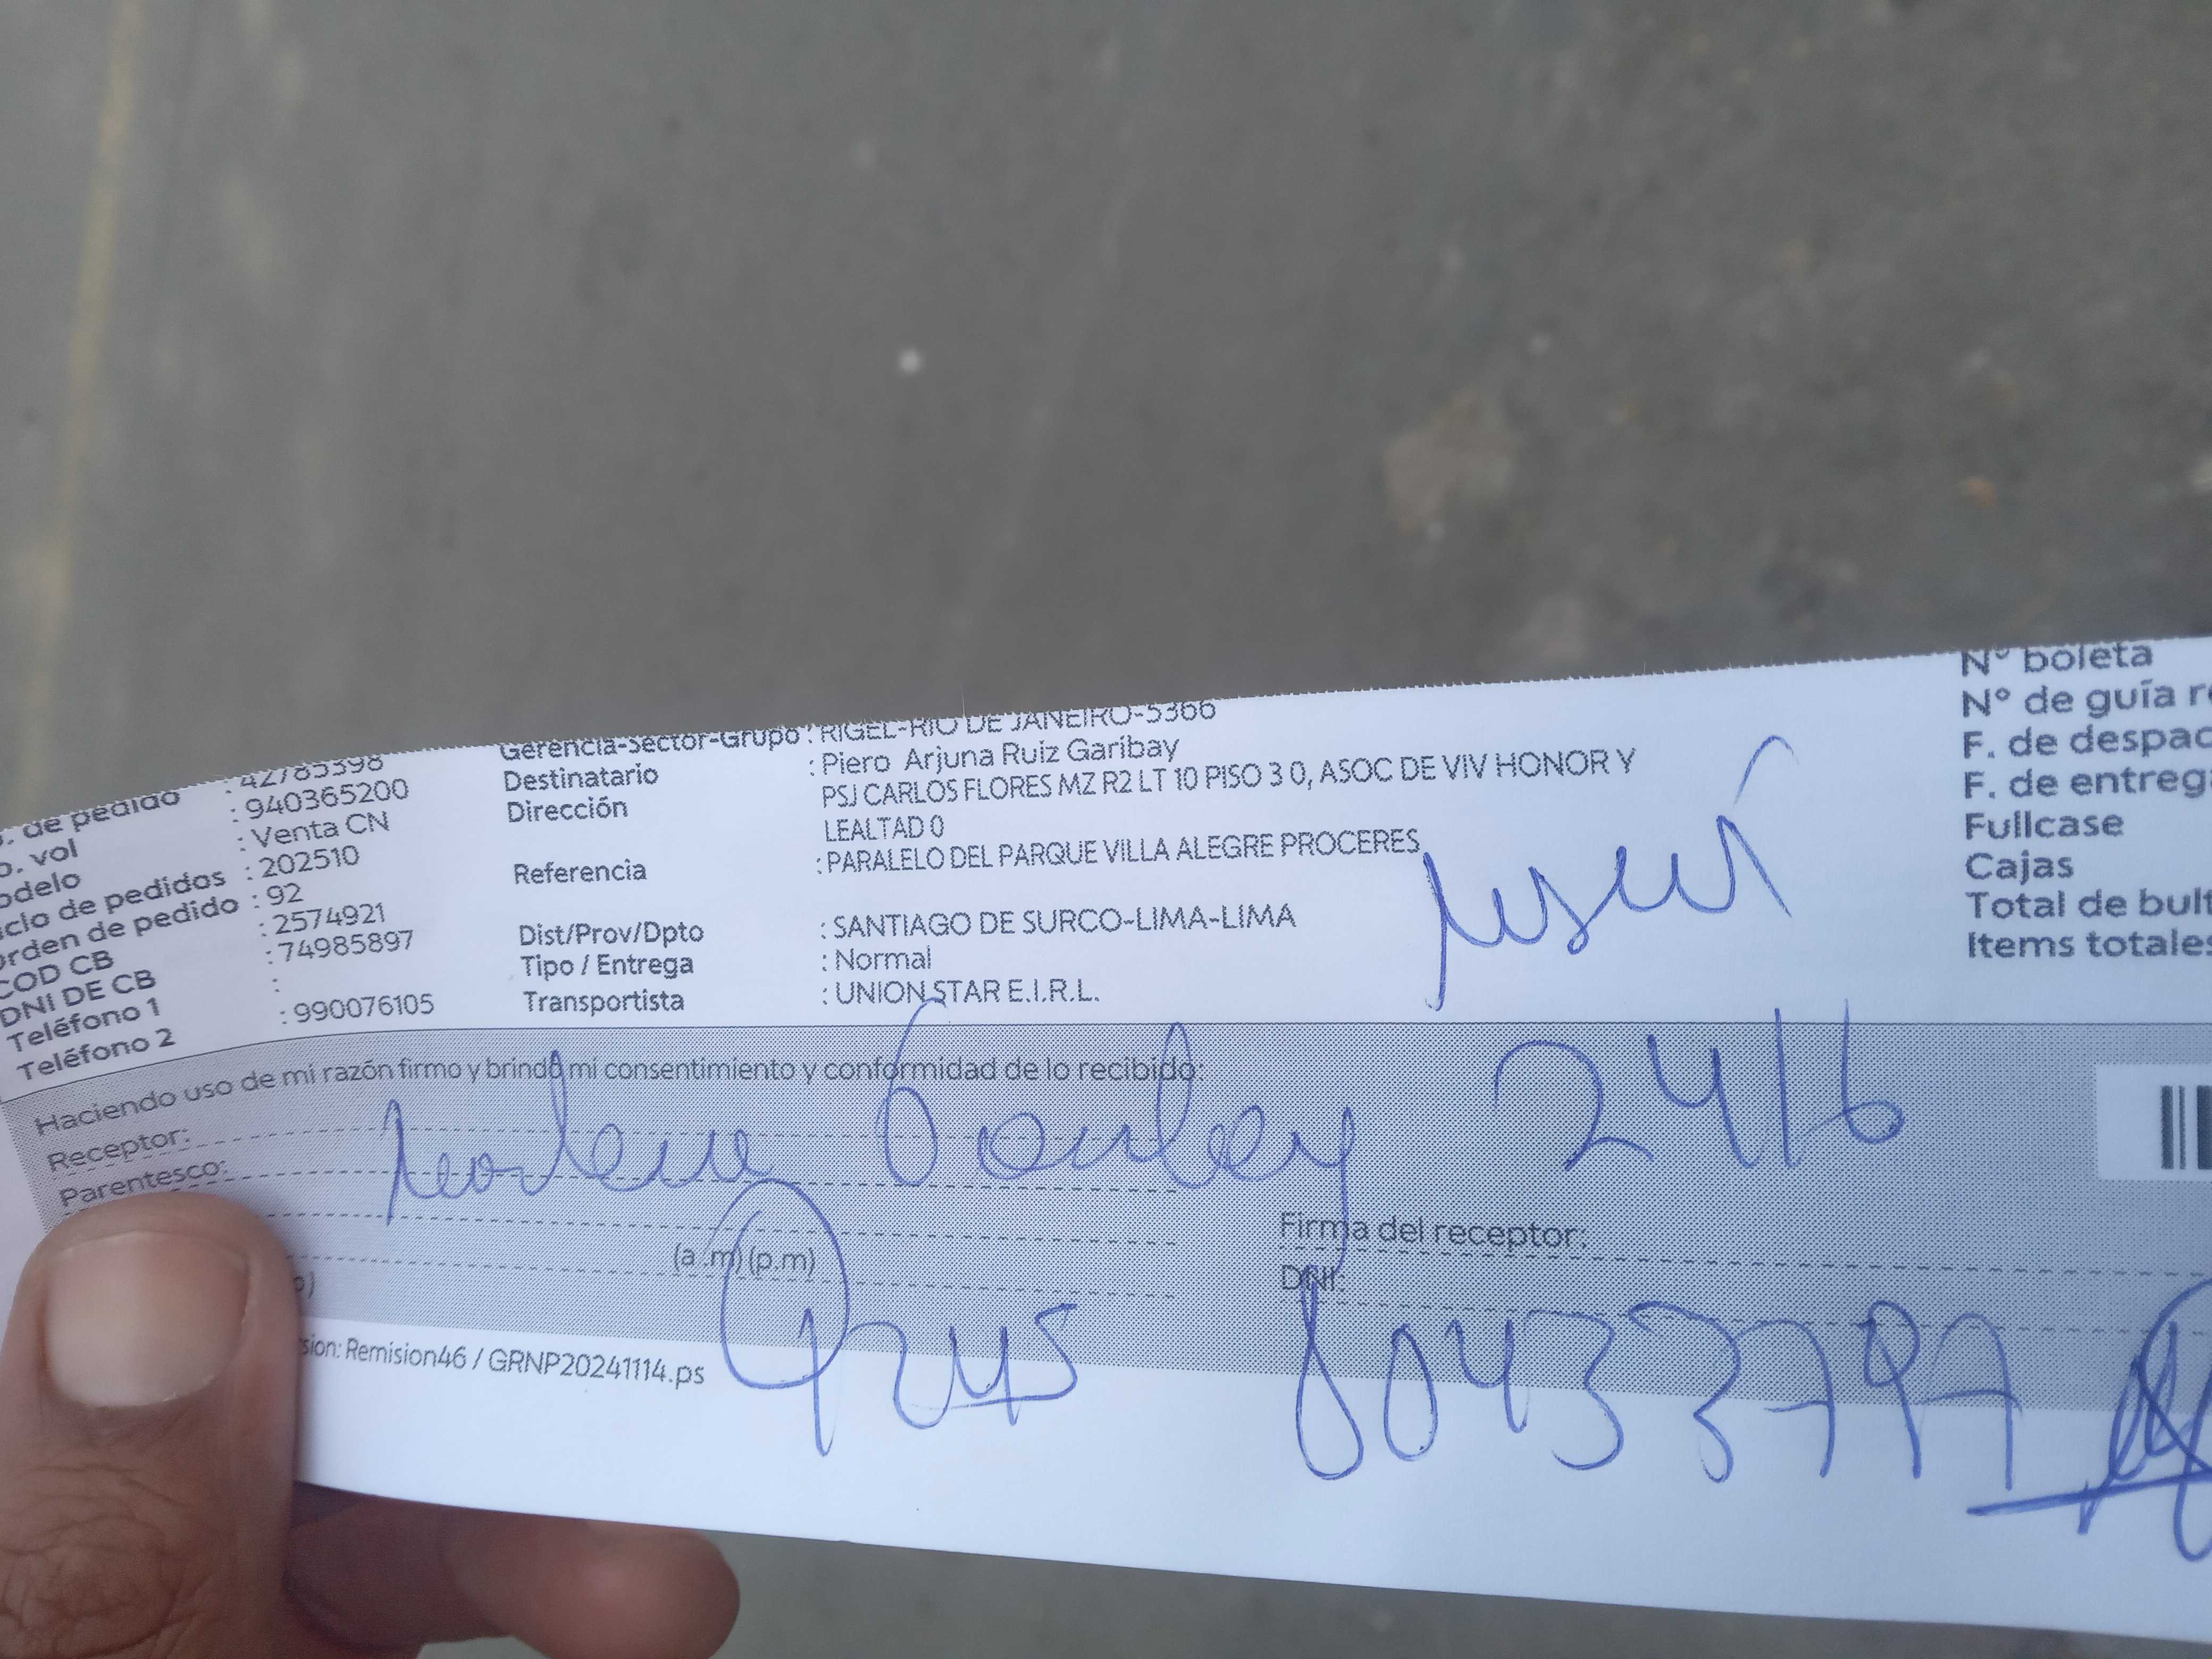 de pedido : 42785398
. vol : 940365200
odelo : Venta CN
iclo de pedidos : 202510
rden de pedido : 92
COD CB : 2574921
DNI DE CB : 74985897
Teléfono 1 :
Teléfono 2 : 990076105
Gerencia-Sector-Grupo : RIGEL-RIO DE JANEIRO-5366
Destinatario : Piero Arjuna Ruiz Garibay
Dirección PSJ CARLOS FLORES MZ R2 LT 10 PISO 3 0, ASOC DE VIV HONOR Y
LEALTAD 0
Referencia : PARALELO DEL PARQUE VILLA ALEGRE PROCERES
Dist/Prov/Dpto : SANTIAGO DE SURCO-LIMA-LIMA
Tipo / Entrega : Normal
Transportista : UNION STAR E.I.R.L.
N° boleta
N° de guía r
F. de despac
F. de entreg
Fullcase
Cajas
Total de bult
Items totales
Haciendo uso de mi razón firmo y brindo mi consentimiento y conformidad de lo recibido:
Receptor:
2416
Parentesco:
Firma del receptor:
(a.m) (p.m)
DNI: 80433797
sion: Remision46 / GRNP20241114.ps